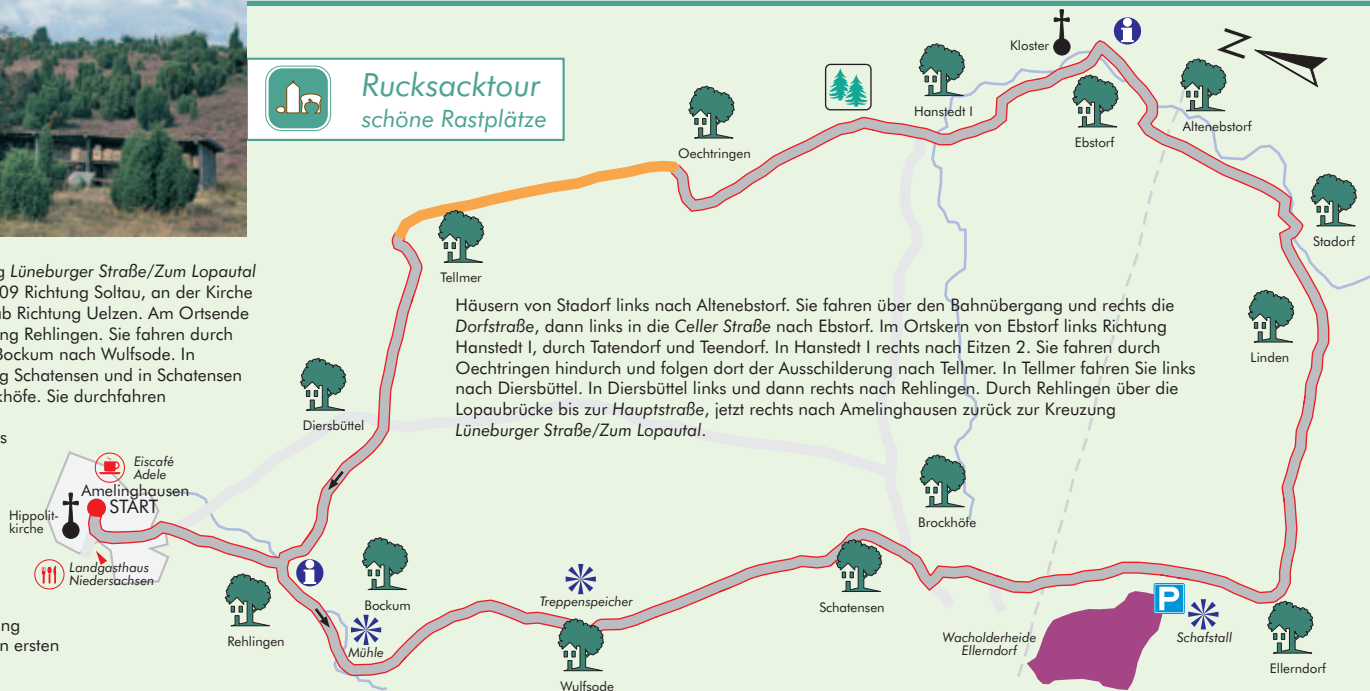 Rucksacktour
schöne Rastplätze
Kloster
Hanstedt I
Oechtringen
Ebstorf
Altenebstorf
Stadorf
Tellmer
Linden
g Lüneburger Straße/Zum Lopautal
09 Richtung Soltau, an der Kirche
ab Richtung Uelzen. Am Ortsende
ng Rehlingen. Sie fahren durch
Bockum nach Wulfsode. In
g Schatensen und in Schatensen
khöfe. Sie durchfahren
s
Häusern von Stadorf links nach Altenebstorf. Sie fahren über den Bahnübergang und rechts die
Dorfstraße, dann links in die Celler Straße nach Ebstorf. Im Ortskern von Ebstorf links Richtung
Hanstedt I, durch Tatendorf und Teendorf. In Hanstedt I rechts nach Eitzen 2. Sie fahren durch
Oechtringen hindurch und folgen dort der Ausschilderung nach Tellmer. In Tellmer fahren Sie links
nach Diersbüttel. In Diersbüttel links und dann rechts nach Rehlingen. Durch Rehlingen über die
Lopaubrücke bis zur Hauptstraße, jetzt rechts nach Amelinghausen zurück zur Kreuzung
Lüneburger Straße/Zum Lopautal.
Diersbüttel
Eiscafé
Adele
Amelinghausen
START
Hippolit-
kirche
Landgasthaus
Niedersachsen
Brockhöfe
Rehlingen
Bockum
Mühle
Treppenspeicher
Wulfsode
Schatensen
Wacholderheide
Ellerndorf
P
Schafstall
Ellerndorf
ng
n ersten
N